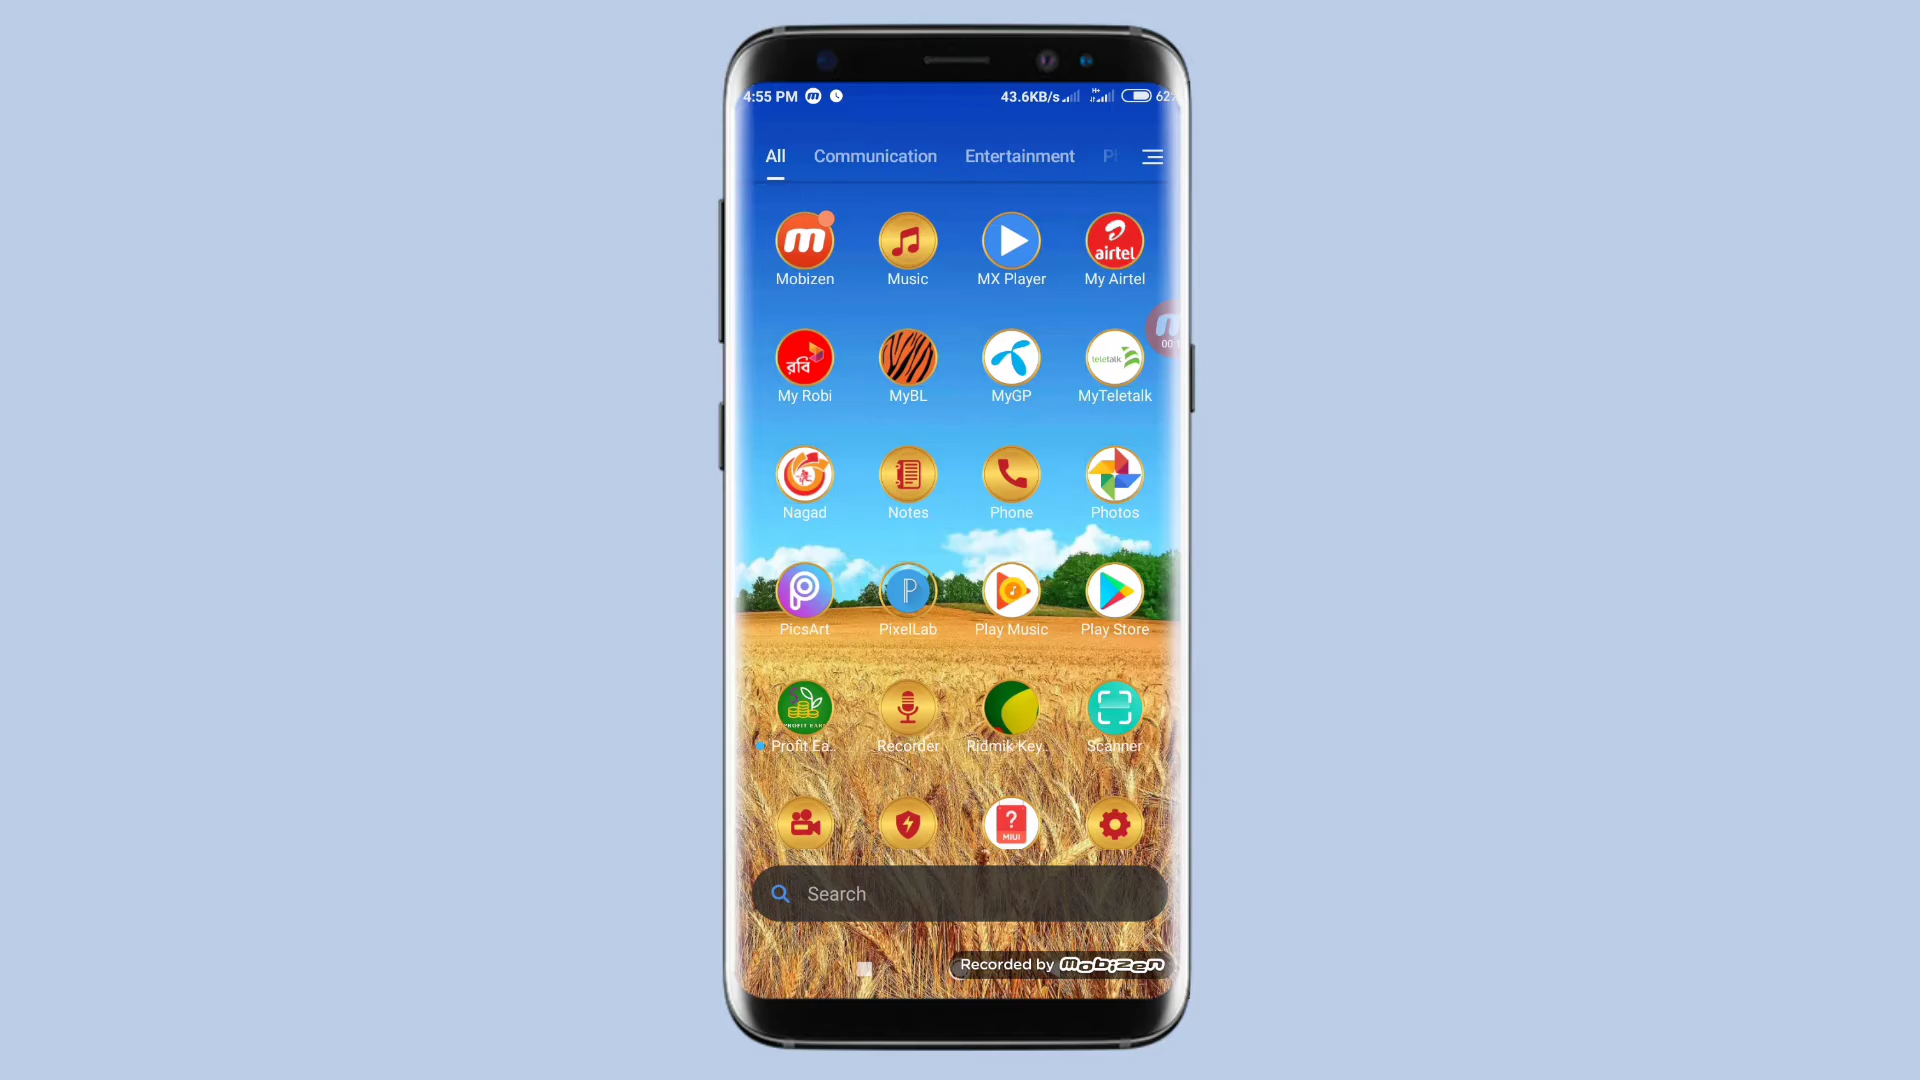 4:55 PM 43.6KB/s
All Communication Entertainment
airtel
Mobizen Music MX Player My Airtel
রবি
teletalk
My Robi MyBL MyGP MyTeletalk
Nagad Notes Phone Photos
PicsArt PixelLab Play Music Play Store
Profit Ea.. Recorder Ridmik Key.. Scanner
?
MIUI
Search
Recorded by mobizen